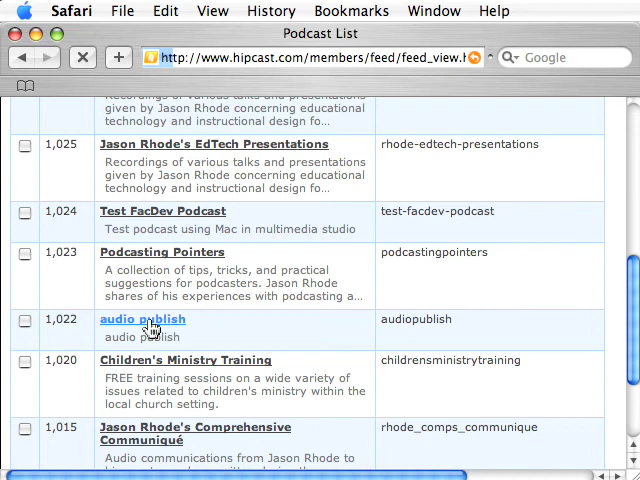 Safari File Edit View History Bookmarks Window Help
Podcast List
http://www.hipcast.com/members/feed/feed_view.h
Google
Recordings of various talks and presentations
given by Jason Rhode concerning educational
technology and instructional design fo...
1,025 Jason Rhode's EdTech Presentations rhode-edtech-presentations
Recordings of various talks and presentations
given by Jason Rhode concerning educational
technology and instructional design fo...
1,024 Test FacDev Podcast test-facdev-podcast
Test podcast using Mac in multimedia studio
1,023 Podcasting Pointers podcastingpointers
A collection of tips, tricks, and practical
suggestions for podcasters. Jason Rhode
shares of his experiences with podcasting a...
1,022 audio publish audiopublish
audio publish
1,020 Children's Ministry Training childrensministrytraining
FREE training sessions on a wide variety of
issues related to children's ministry within the
local church setting.
1,015 Jason Rhode's Comprehensive rhode_comps_communique
Communiqué
Audio communications from Jason Rhode to